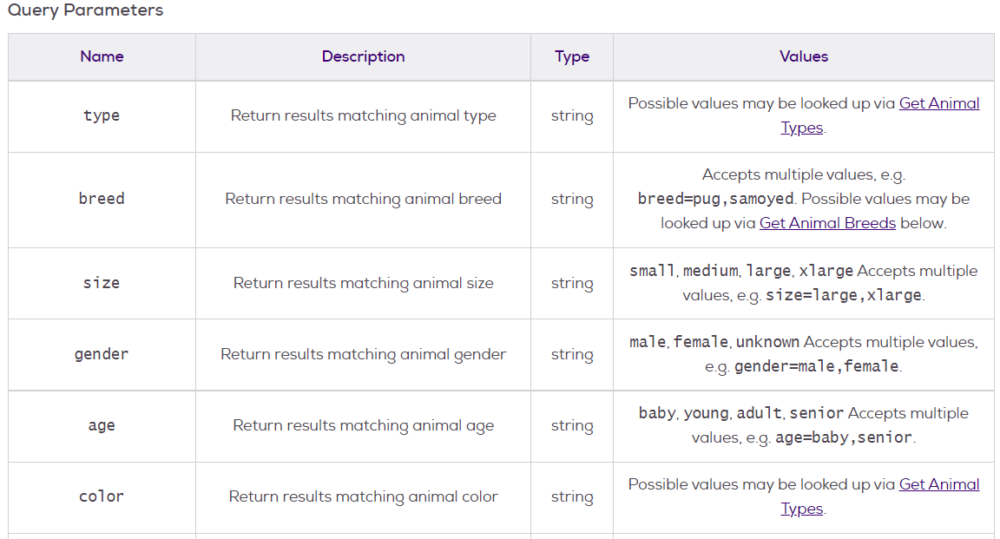 Query Parameters
Name Description Type Values
type Return results matching animal type string Possible values may be looked up via Get Animal
Types.
breed Return results matching animal breed string Accepts multiple values, e.g.
breed=pug,samoyed. Possible values may be
looked up via Get Animal Breeds below.
size Return results matching animal size string small, medium, large, xlarge Accepts multiple
values, e.g. size=large,xlarge.
gender Return results matching animal gender string male, female, unknown Accepts multiple values,
e.g. gender=male,female.
age Return results matching animal age string baby, young, adult, senior Accepts multiple
values, e.g. age=baby,senior.
color Return results matching animal color string Possible values may be looked up via Get Animal
Types.